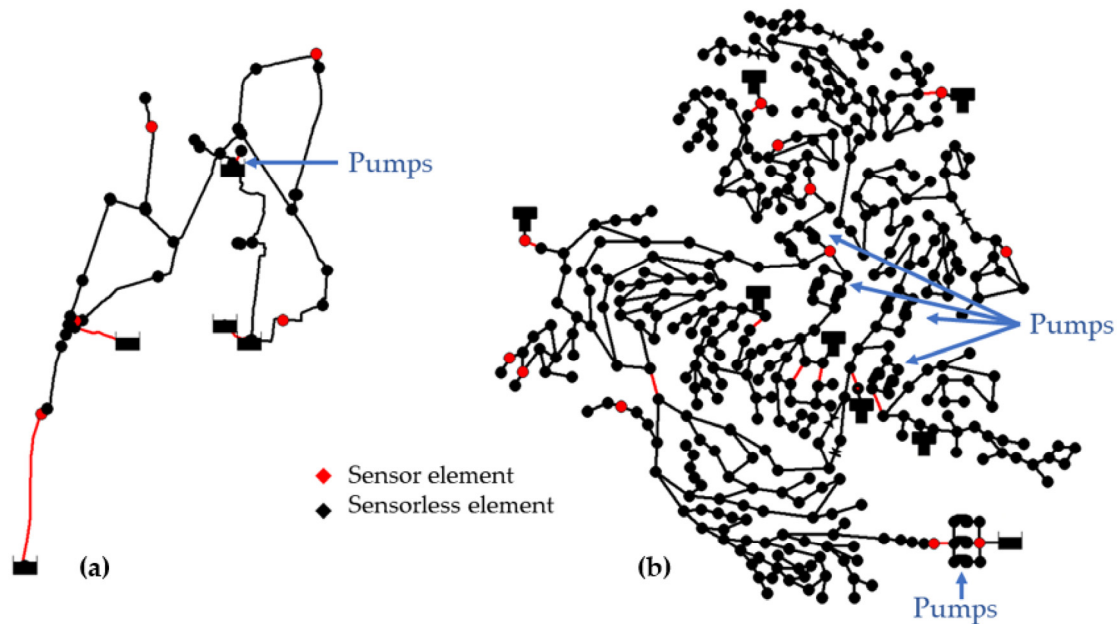 Pumps
Pumps
Sensor element
Sensorless element
(a)
(b)
Pumps